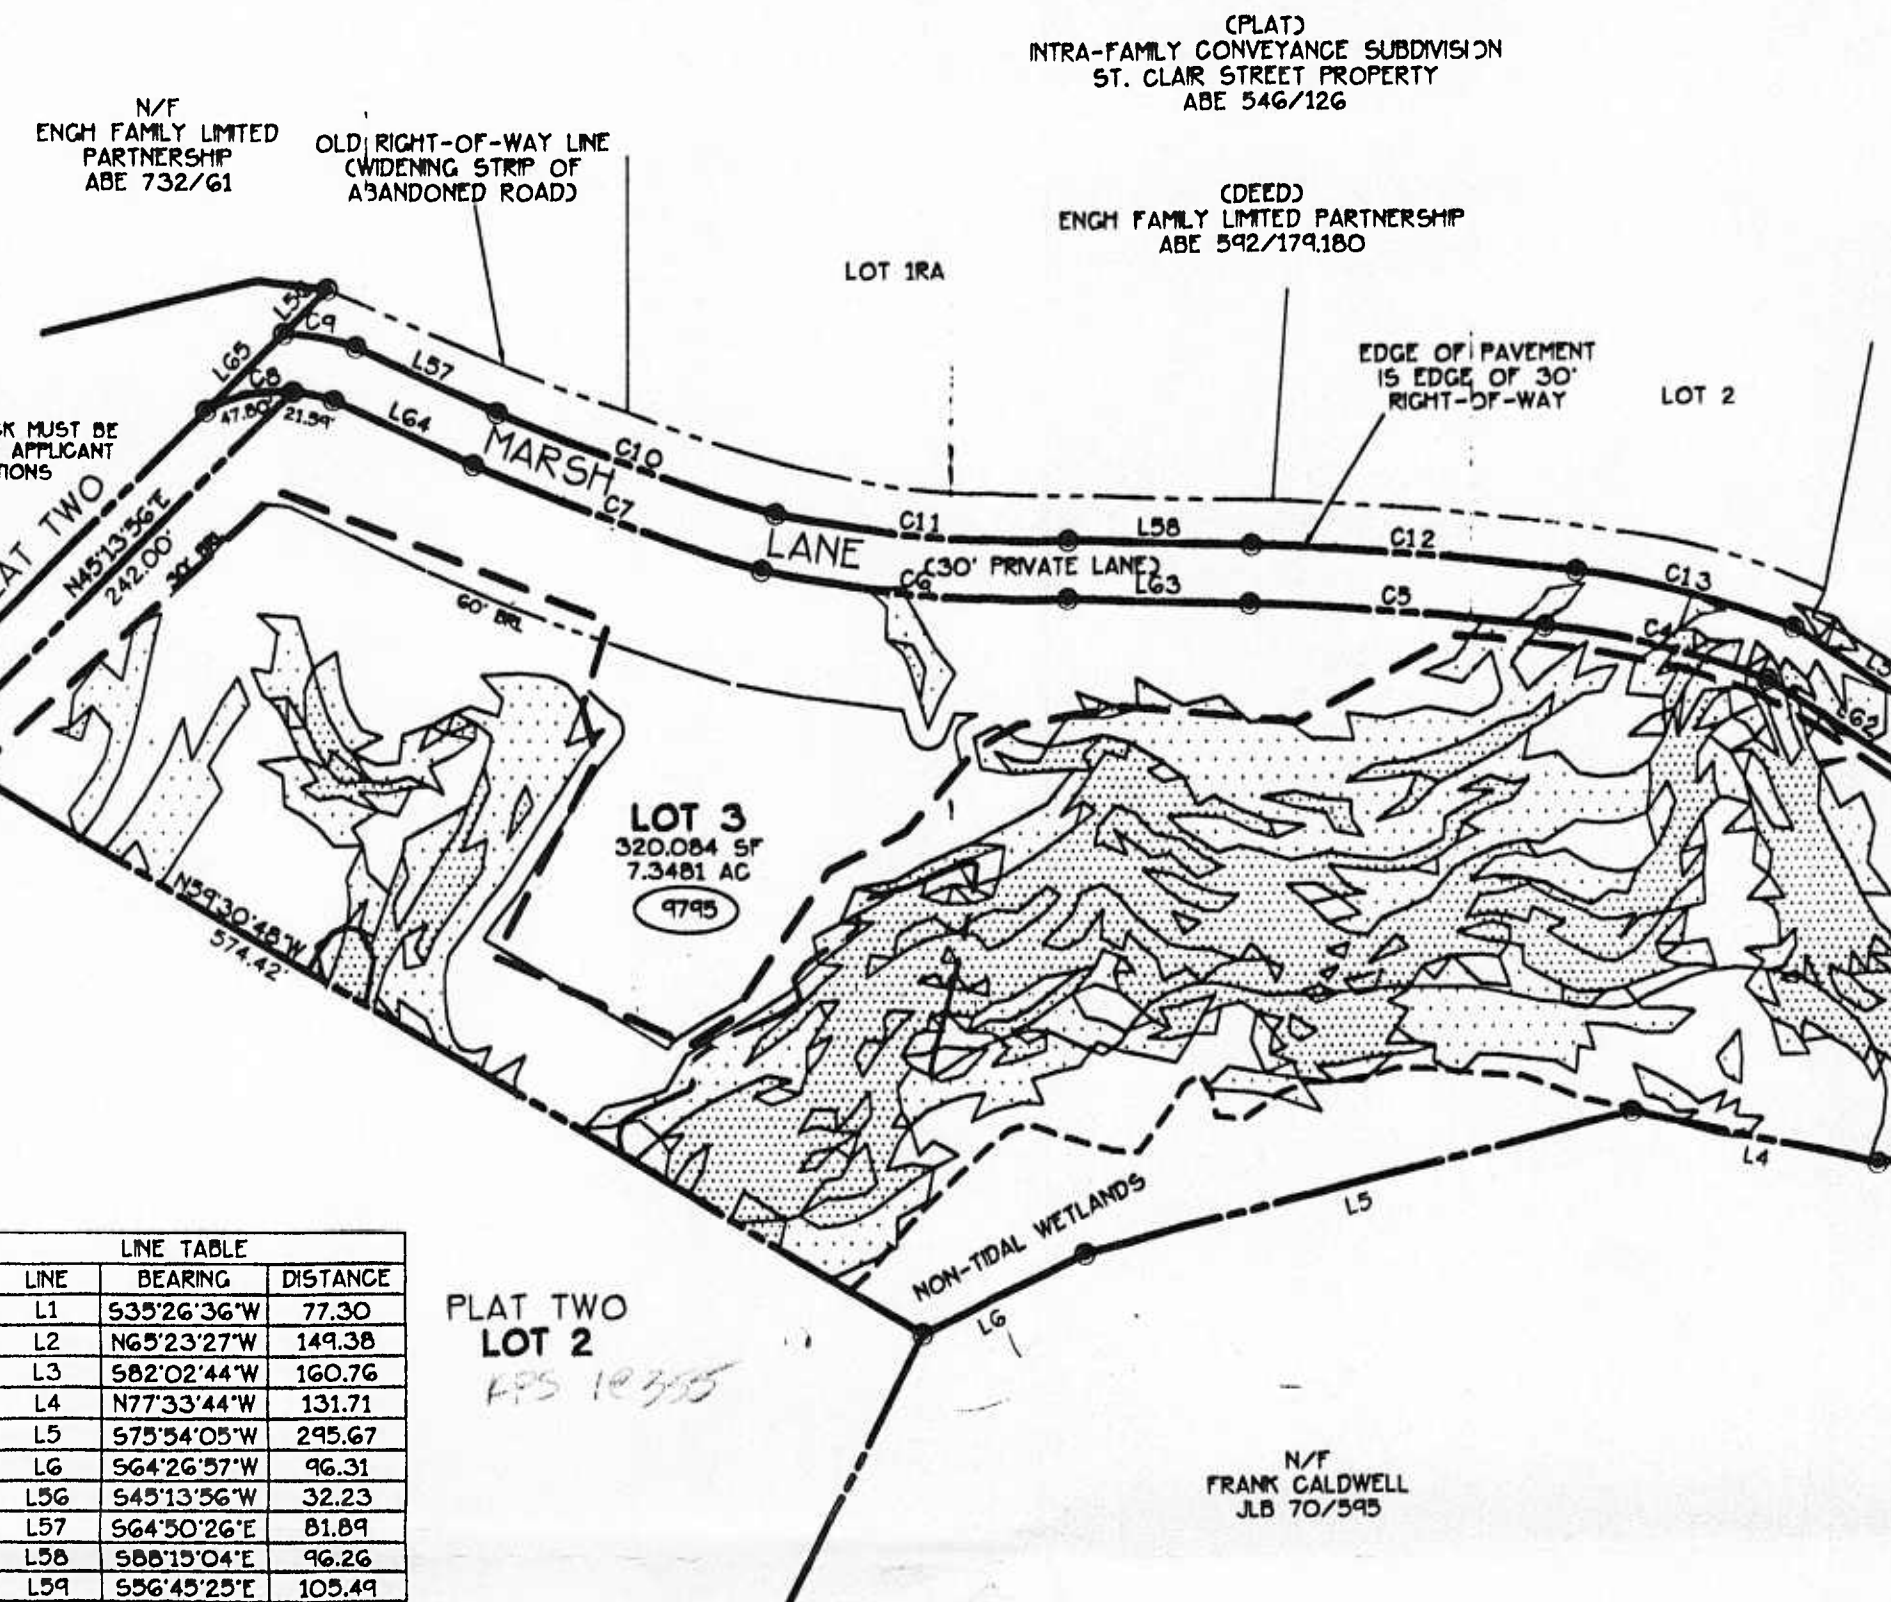 (PLAT)
INTRA-FAMILY CONVEYANCE SUBDIVISION
ST. CLAIR STREET PROPERTY
ABE 546/126
N/F
ENGH FAMILY LIMITED
PARTNERSHIP
ABE 732/61
OLD RIGHT-OF-WAY LINE
(WIDENING STRIP OF
ABANDONED ROAD)
(DEED)
ENGH FAMILY LIMITED PARTNERSHIP
ABE 592/179,180
LOT 1RA
EDGE OF PAVEMENT
IS EDGE OF 30'
RIGHT-OF-WAY
LOT 2
L56
C9
L65
L57
C8
47.80'
21.59'
L64
MUST BE
APPLICANT
MARSH
C10
C7
LANE
C11
L58
C12
C13
(30' PRIVATE LANE)
C6
L63
C5
C4
L62
TWO
N45°13'56"E
242.00'
30' BRL
60' BRL
LOT 3
320,084 SF
7.3481 AC
9795
N59°30'48"W
574.42'
L4
L5
NON-TIDAL WETLANDS
L6
LINE TABLE
LINE BEARING DISTANCE
L1 S35°26'36"W 77.30
L2 N65°23'27"W 149.38
L3 S82°02'44"W 160.76
L4 N77°33'44"W 131.71
L5 S75°54'05"W 295.67
L6 S64°26'57"W 96.31
L56 S45°13'56"W 32.23
L57 S64°50'26"E 81.89
L58 S88°15'04"E 96.26
L59 S56°45'25"E 105.49
PLAT TWO
LOT 2
N/F
FRANK CALDWELL
JLB 70/595